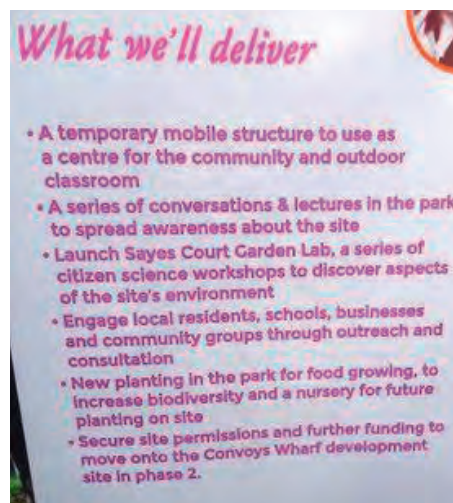 What we'll deliver
• A temporary mobile structure to use as
a centre for the community and outdoor
classroom
• A series of conversations & lectures in the park
to spread awareness about the site
• Launch Sayes Court Garden Lab, a series of
citizen science workshops to discover aspects
of the site's environment
• Engage local residents, schools, businesses
and community groups through outreach and
consultation
• New planting in the park for food growing, to
increase biodiversity and a nursery for future
planting on site
• Secure site permissions and further funding to
move onto the Convoys Wharf development
site in phase 2.